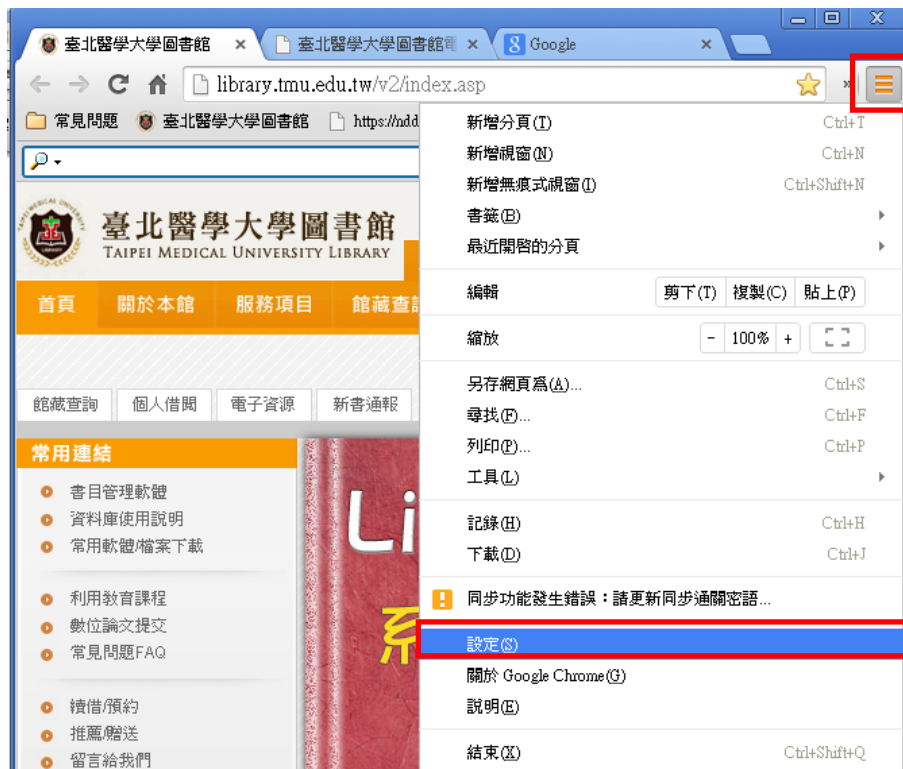 臺北醫學大學圖書館
臺北醫學大學圖書館電
Google
library.tmu.edu.tw/v2/index.asp
»
常見問題
臺北醫學大學圖書館
https://ndd
臺北醫學大學圖書館
TAIPEI MEDICAL UNIVERSITY LIBRARY
首頁 關於本館 服務項目 館藏查
館藏查詢 個人借閱 電子資源 新書通報
常用連結
書目管理軟體
資料庫使用說明
常用軟體/檔案下載
利用教育課程
數位論文提交
常見問題FAQ
續借/預約
推薦/贈送
留言給我們
Li
系
新增分頁(T) Ctrl+T
新增視窗(N) Ctrl+N
新增無痕式視窗(I) Ctrl+Shift+N
書籤(B)
最近開啓的分頁
編輯 剪下(T) 複製(C) 貼上(P)
縮放 - 100% +
另存網頁爲(A)... Ctrl+S
尋找(F)... Ctrl+F
列印(P)... Ctrl+P
工具(L)
記錄(H) Ctrl+H
下載(D) Ctrl+J
同步功能發生錯誤：請更新同步通關密語...
設定(S)
關於 Google Chrome(G)
說明(E)
結束(X) Ctrl+Shift+Q